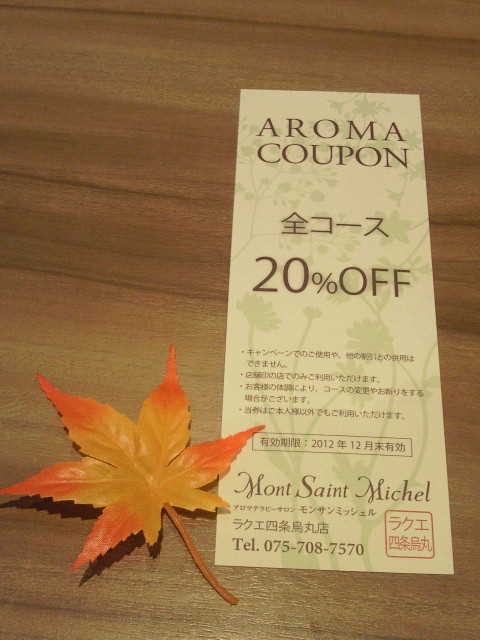 AROMA
COUPON
全コース
20%OFF
・キャンペーンでのご使用や、他の割引との併用は
できません。
・店舗印の店でのみご利用いただけます。
・お客様の体調により、コースの変更やお断りをする
場合がございます。
・当券はご本人様以外でもご利用いただけます。
有効期限：2012 年 12 月末有効
Mont Saint Michel
アロマテラピーサロン モンサンミッシェル
ラクエ四条烏丸店
Tel. 075-708-7570
ラクエ
四条烏丸